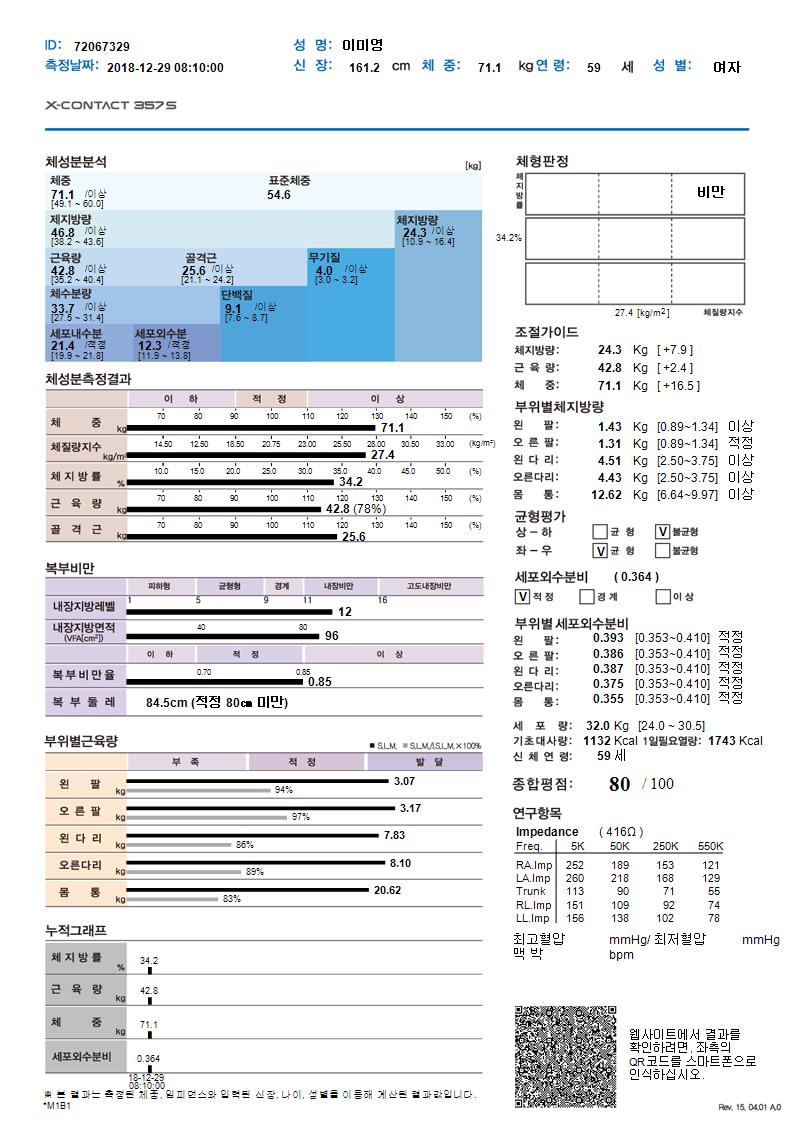 ID: 72067329 성 명: 이미영
측정날짜: 2018-12-29 08:10:00 신 장: 161.2 cm 체 중: 71.1 kg 연 령: 59 세 성 별: 여자
X-CONTACT 357S
체성분분석 [kg]
체중 표준체중
71.1 /이상 54.6
[49.1 ~ 60.0]
제지방량 체지방량
46.8 /이상 24.3 /이상
[38.2 ~ 43.6] [10.9 ~ 16.4]
근육량 골격근 무기질
42.8 /이상 25.6 /이상 4.0 /이상
[35.2 ~ 40.4] [21.1 ~ 24.2] [3.0 ~ 3.2]
체수분량 단백질
33.7 /이상 9.1 /이상
[27.5 ~ 31.4] [7.6 ~ 8.7]
세포내수분 세포외수분
21.4 /적정 12.3 /적정
[19.9 ~ 21.8] [11.9 ~ 13.8]
체성분측정결과
이 하 적 정 이 상
70 80 90 100 110 120 130 140 150 (%)
체 중 kg 71.1
14.50 12.50 18.50 20.75 23.00 25.50 28.00 30.50 33.00 (kg/m²)
체질량지수 kg/m² 27.4
10.0 15.0 20.0 25.0 30.0 35.0 40.0 45.0 50.0 (%)
체 지 방 률 % 34.2
70 80 90 100 110 120 130 140 150 (%)
근 육 량 kg 42.8 (78%)
70 80 90 100 110 120 130 140 150 (%)
골 격 근 kg 25.6
복부비만
피하형 균형형 경계 내장비만 고도내장비만
1 5 9 11 16
내장지방레벨 12
40 80
내장지방면적 (VFA[cm²]) 96
이 하 적 정 이 상
0.70 0.85
복부비만율 0.85
복 부 둘 레 84.5cm (적정 80㎝ 미만)
부위별근육량 ■ S.L.M. ■ S.L.M./I.S.L.M.×100%
부 족 적 정 발 달
왼 팔 kg 3.07
94%
오 른 팔 kg 3.17
97%
왼 다 리 kg 7.83
86%
오른다리 kg 8.10
89%
몸 통 kg 20.62
83%
누적그래프
체 지 방 률 % 34.2
근 육 량 kg 42.8
체 중 kg 71.1
세포외수분비 0.364
18-12-29
08:10:00
※ 본 결과는 측정된 체중, 임피던스와 입력된 신장, 나이, 성별를 이용해 계산된 결과값입니다.
*M1B1
체형판정
체지방률
비만
34.2%
27.4 [kg/m²] 체질량지수
조절가이드
체지방량: 24.3 Kg [ +7.9 ]
근 육 량: 42.8 Kg [ +2.4 ]
체 중: 71.1 Kg [ +16.5 ]
부위별체지방량
왼 팔: 1.43 Kg [0.89~1.34] 이상
오 른 팔: 1.31 Kg [0.89~1.34] 적정
왼 다 리: 4.51 Kg [2.50~3.75] 이상
오른다리: 4.43 Kg [2.50~3.75] 이상
몸 통: 12.62 Kg [6.64~9.97] 이상
균형평가
상 – 하 균 형 V 불균형
좌 – 우 V 균 형 불균형
세포외수분비 ( 0.364 )
V 적 정 경 계 이 상
부위별 세포외수분비
왼 팔: 0.393 [0.353~0.410] 적정
오 른 팔: 0.386 [0.353~0.410] 적정
왼 다 리: 0.387 [0.353~0.410] 적정
오른다리: 0.375 [0.353~0.410] 적정
몸 통: 0.355 [0.353~0.410] 적정
세 포 량: 32.0 Kg [24.0 ~ 30.5]
기초대사량: 1132 Kcal 1일필요열량: 1743 Kcal
신 체 연 령: 59 세
종합평점: 80 / 100
연구항목
Impedance ( 416Ω )
Freq. 5K 50K 250K 550K
RA.Imp 252 189 153 121
LA.Imp 260 218 168 129
Trunk 113 90 71 55
RL.Imp 151 109 92 74
LL.Imp 156 138 102 78
최고혈압 mmHg/ 최저혈압 mmHg
맥 박 bpm
웹사이트에서 결과를
확인하려면, 좌측의
QR코드를 스마트폰으로
인식하십시오.
Rev, 15, 04,01 A,0